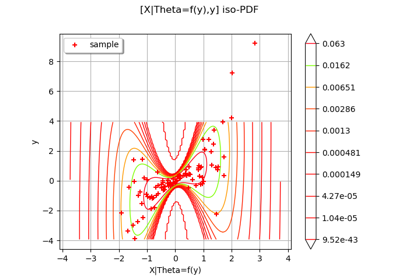 [X|Theta=f(y),y] iso-PDF
sample
y
8
6
4
2
0
−2
−4
−4 −3 −2 −1 0 1 2 3 4
X|Theta=f(y)
0.063
0.0162
0.00651
0.00286
0.0013
0.000481
0.000149
4.27e-05
1.04e-05
9.52e-43